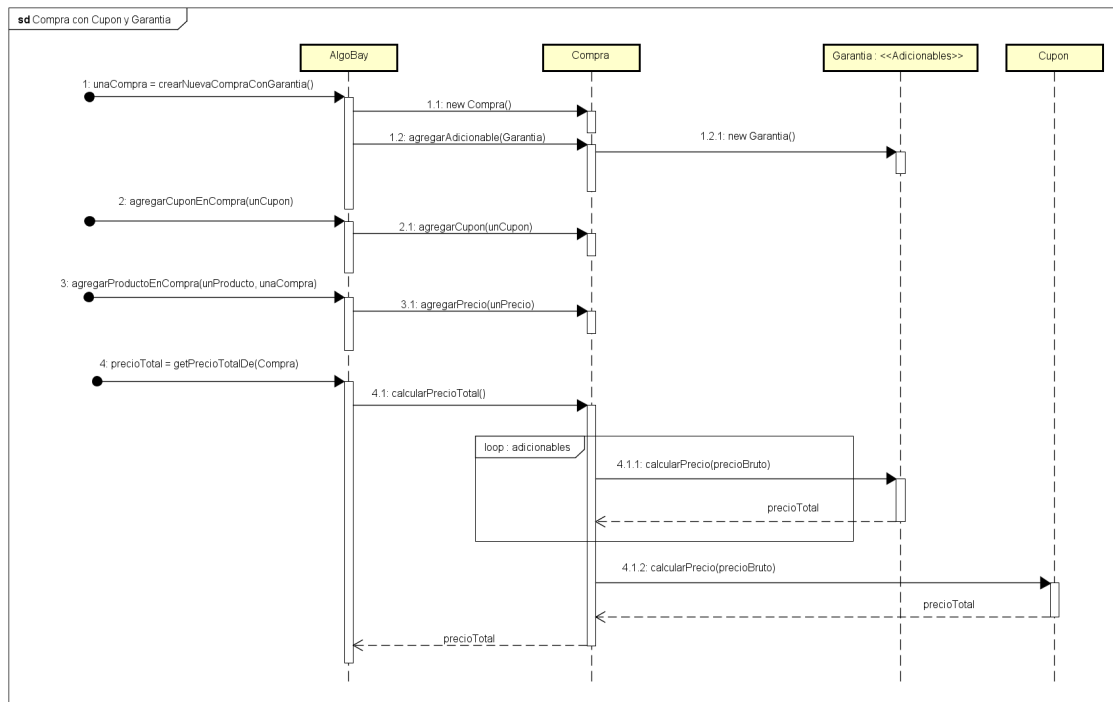 sd Compra con Cupon y Garantia
AlgoBay
Compra
Garantia : <<Adicionables>>
Cupon
1: unaCompra = crearNuevaCompraConGarantia()
1.1: new Compra()
1.2: agregarAdicionable(Garantia)
1.2.1: new Garantia()
2: agregarCuponEnCompra(unCupon)
2.1: agregarCupon(unCupon)
3: agregarProductoEnCompra(unProducto, unaCompra)
3.1: agregarPrecio(unPrecio)
4: precioTotal = getPrecioTotalDe(Compra)
4.1: calcularPrecioTotal()
loop : adicionables
4.1.1: calcularPrecio(precioBruto)
precioTotal
4.1.2: calcularPrecio(precioBruto)
precioTotal
precioTotal